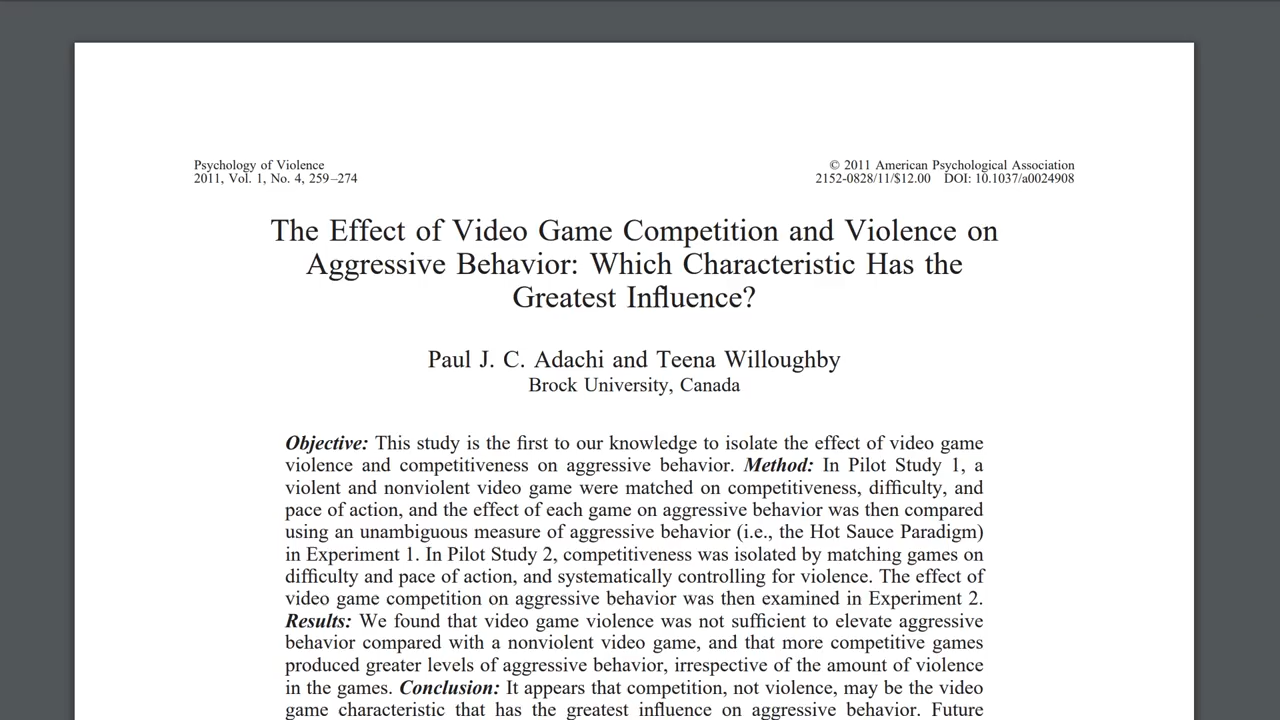 Psychology of Violence
2011, Vol. 1, No. 4, 259–274
© 2011 American Psychological Association
2152-0828/11/$12.00 DOI: 10.1037/a0024908
The Effect of Video Game Competition and Violence on
Aggressive Behavior: Which Characteristic Has the
Greatest Influence?
Paul J. C. Adachi and Teena Willoughby
Brock University, Canada
Objective: This study is the first to our knowledge to isolate the effect of video game
violence and competitiveness on aggressive behavior. Method: In Pilot Study 1, a
violent and nonviolent video game were matched on competitiveness, difficulty, and
pace of action, and the effect of each game on aggressive behavior was then compared
using an unambiguous measure of aggressive behavior (i.e., the Hot Sauce Paradigm)
in Experiment 1. In Pilot Study 2, competitiveness was isolated by matching games on
difficulty and pace of action, and systematically controlling for violence. The effect of
video game competition on aggressive behavior was then examined in Experiment 2.
Results: We found that video game violence was not sufficient to elevate aggressive
behavior compared with a nonviolent video game, and that more competitive games
produced greater levels of aggressive behavior, irrespective of the amount of violence
in the games. Conclusion: It appears that competition, not violence, may be the video
game characteristic that has the greatest influence on aggressive behavior. Future